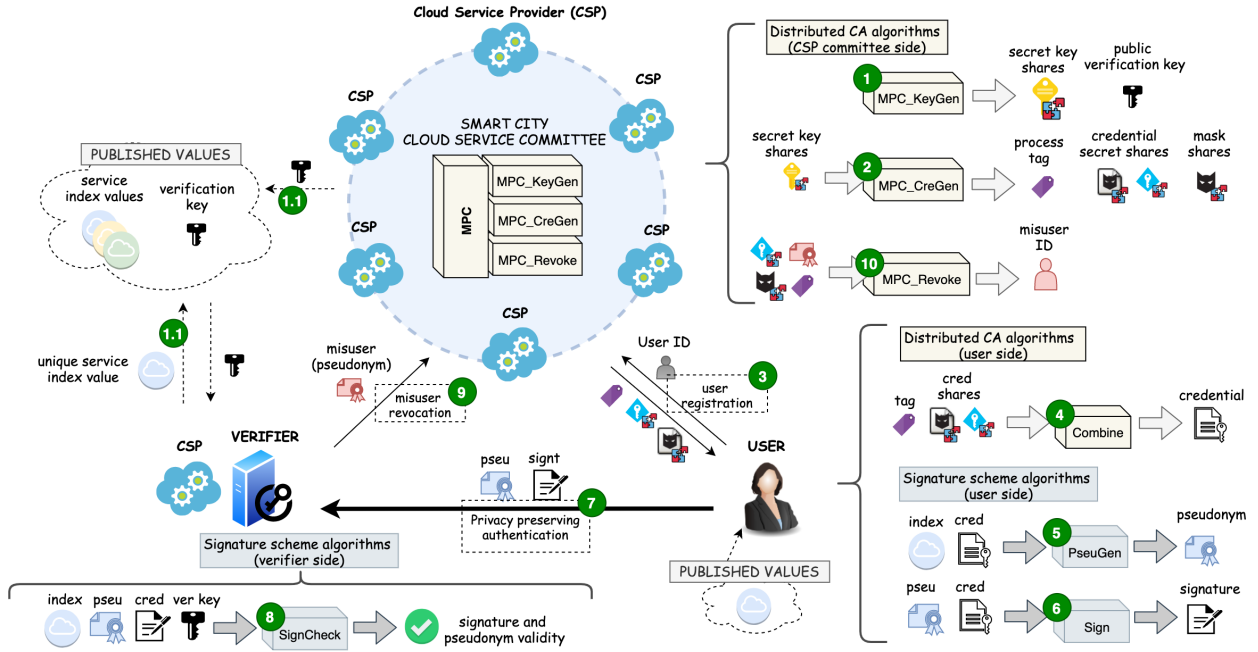 Cloud Service Provider (CSP)
CSP
CSP
CSP
CSP
CSP
SMART CITY
CLOUD SERVICE COMMITTEE
MPC
MPC_KeyGen
MPC_CreGen
MPC_Revoke
PUBLISHED VALUES
service
index values
verification
key
1.1
1.1
unique service
index value
misuser
(pseudonym)
9
misuser
revocation
User ID
3
user
registration
CSP
VERIFIER
USER
pseu
signt
7
Privacy preserving
authentication
PUBLISHED VALUES
Signature scheme algorithms
(verifier side)
index
pseu
cred
ver key
8
SignCheck
signature and
pseudonym validity
Distributed CA algorithms
(CSP committee side)
1
MPC_KeyGen
secret key
shares
public
verification key
secret key
shares
2
MPC_CreGen
process
tag
credential
secret shares
mask
shares
10
MPC_Revoke
misuser
ID
Distributed CA algorithms
(user side)
tag
cred
shares
4
Combine
credential
Signature scheme algorithms
(user side)
index
cred
5
PseuGen
pseudonym
pseu
cred
6
Sign
signature